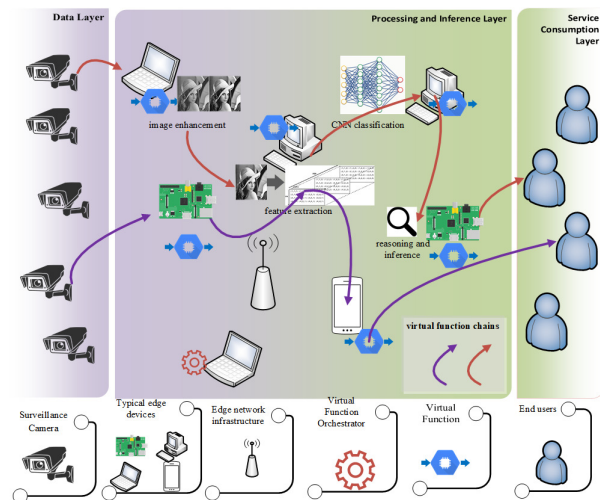 Data Layer
Processing and Inference Layer
Service
Consumption
Layer
image enhancement
CNN classification
feature extraction
reasoning and
inference
virtual function chains
Surveillance
Camera
Typical edge
devices
Edge network
infrastructure
Virtual
Function
Orchestrator
Virtual
Function
End users